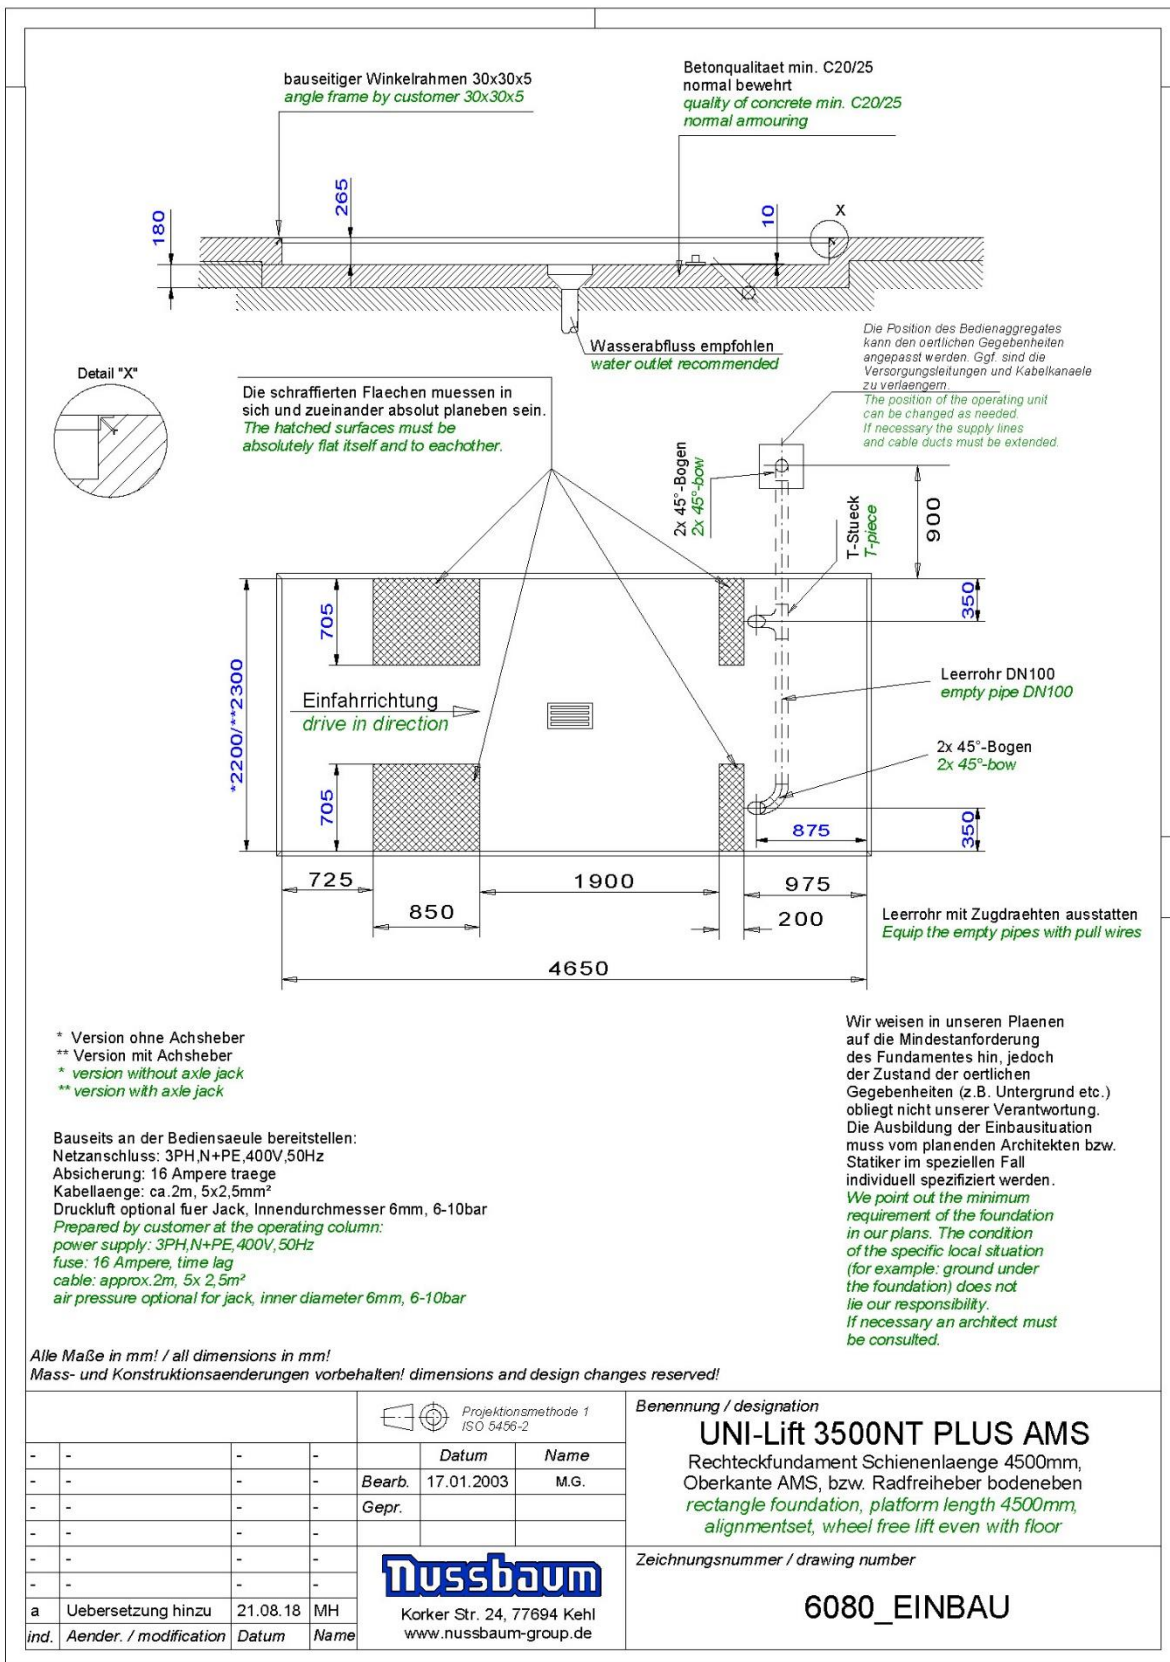 bauseitiger Winkelrahmen 30x30x5
angle frame by customer 30x30x5
Betonqualitaet min. C20/25
normal bewehrt
quality of concrete min. C20/25
normal armouring
180
265
10
X
Wasserabfluss empfohlen
water outlet recommended
Detail "X"
Die schraffierten Flaechen muessen in
sich und zueinander absolut planeben sein.
The hatched surfaces must be
absolutely flat itself and to eachother.
Die Position des Bedienaggregates
kann den oertlichen Gegebenheiten
angepasst werden. Ggf. sind die
Versorgungsleitungen und Kabelkanaele
zu verlaengern.
The position of the operating unit
can be changed as needed.
If necessary the supply lines
and cable ducts must be extended.
2x 45°-Bogen
2x 45°-bow
T-Stueck
T-piece
900
350
705
*2200/**2300
Einfahrrichtung
drive in direction
Leerrohr DN100
empty pipe DN100
2x 45°-Bogen
2x 45°-bow
705
875
350
725
1900
975
850
200
Leerrohr mit Zugdraehten ausstatten
Equip the empty pipes with pull wires
4650
* Version ohne Achsheber
** Version mit Achsheber
* version without axle jack
** version with axle jack
Bauseits an der Bediensaeule bereitstellen:
Netzanschluss: 3PH,N+PE,400V,50Hz
Absicherung: 16 Ampere traege
Kabellaenge: ca.2m, 5x2,5mm²
Druckluft optional fuer Jack, Innendurchmesser 6mm, 6-10bar
Prepared by customer at the operating column:
power supply: 3PH,N+PE,400V,50Hz
fuse: 16 Ampere, time lag
cable: approx.2m, 5x 2,5m²
air pressure optional for jack, inner diameter 6mm, 6-10bar
Wir weisen in unseren Plaenen
auf die Mindestanforderung
des Fundamentes hin, jedoch
der Zustand der oertlichen
Gegebenheiten (z.B. Untergrund etc.)
obliegt nicht unserer Verantwortung.
Die Ausbildung der Einbausituation
muss vom planenden Architekten bzw.
Statiker im speziellen Fall
individuell spezifiziert werden.
We point out the minimum
requirement of the foundation
in our plans. The condition
of the specific local situation
(for example: ground under
the foundation) does not
lie our responsibility.
If necessary an architect must
be consulted.
Alle Maße in mm! / all dimensions in mm!
Mass- und Konstruktionsaenderungen vorbehalten! dimensions and design changes reserved!
Projektionsmethode 1
ISO 5456-2
Datum Name
Bearb. 17.01.2003 M.G.
Gepr.
- - - -
- - - -
- - - -
- - - -
- - - -
- - - -
a Uebersetzung hinzu 21.08.18 MH
ind. Aender. / modification Datum Name
Nussbaum
Korker Str. 24, 77694 Kehl
www.nussbaum-group.de
Benennung / designation
UNI-Lift 3500NT PLUS AMS
Rechteckfundament Schienenlaenge 4500mm,
Oberkante AMS, bzw. Radfreiheber bodeneben
rectangle foundation, platform length 4500mm,
alignmentset, wheel free lift even with floor
Zeichnungsnummer / drawing number
6080_EINBAU